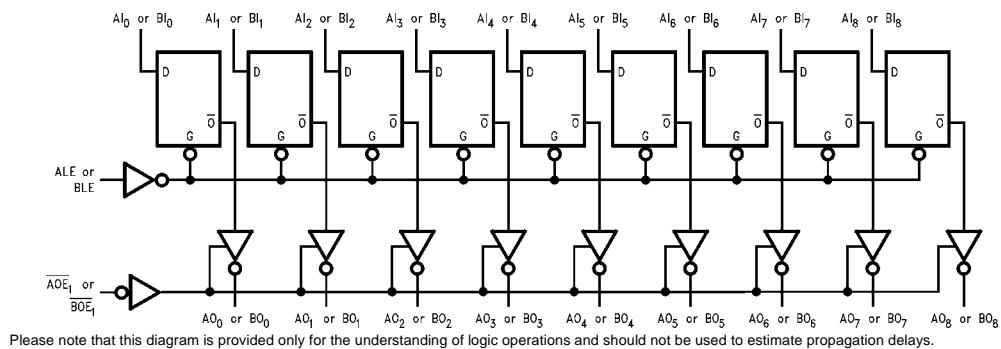 AI₀ or BI₀ AI₁ or BI₁ AI₂ or BI₂ AI₃ or BI₃ AI₄ or BI₄ AI₅ or BI₅ AI₆ or BI₆ AI₇ or BI₇ AI₈ or BI₈
D D D D D D D D D
O̅ O̅ O̅ O̅ O̅ O̅ O̅ O̅ O̅
G G G G G G G G G
ALE or
BLE
A̅O̅E̅₁ or
B̅O̅E̅₁
AO₀ or BO₀ AO₁ or BO₁ AO₂ or BO₂ AO₃ or BO₃ AO₄ or BO₄ AO₅ or BO₅ AO₆ or BO₆ AO₇ or BO₇ AO₈ or BO₈
Please note that this diagram is provided only for the understanding of logic operations and should not be used to estimate propagation delays.